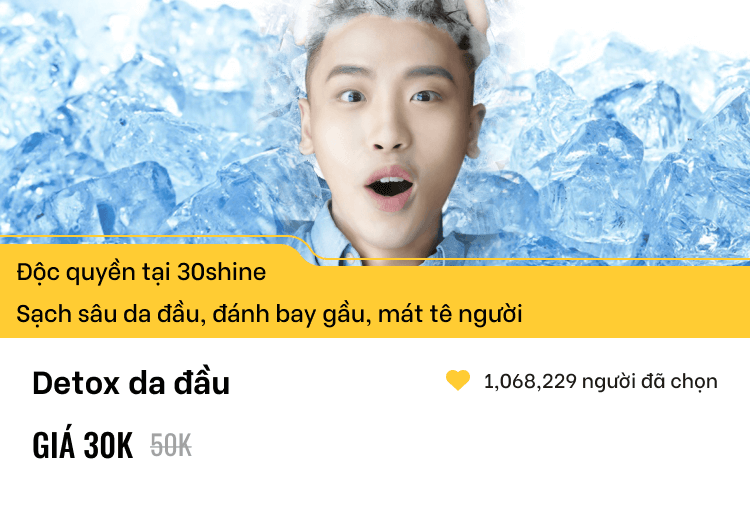 Độc quyền tại 30shine
Sạch sâu da đầu, đánh bay gầu, mát tê người
Detox da đầu
1,068,229 người đã chọn
GIÁ 30K 50K